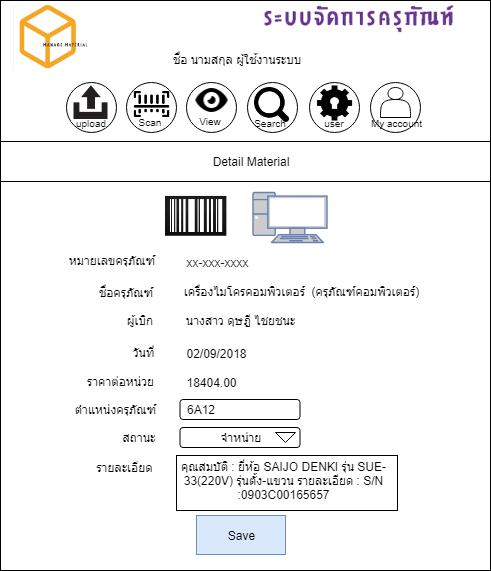 ระบบจัดการครุภัณฑ์
MANAGE MATERIAL
ชื่อ นามสกุล ผู้ใช้งานระบบ
upload Scan View Search user My account
Detail Material
หมายเลขครุภัณฑ์ xx-xxx-xxxx
ชื่อครุภัณฑ์ เครื่องไมโครคอมพิวเตอร์ (ครุภัณฑ์คอมพิวเตอร์)
ผู้เบิก นางสาว ดุษฎี ไชยชนะ
วันที่ 02/09/2018
ราคาต่อหน่วย 18404.00
ตำแหน่งครุภัณฑ์ 6A12
สถานะ จำหน่าย
รายละเอียด คุณสมบัติ : ยี่ห้อ SAIJO DENKI รุ่น SUE-
33(220V) รุ่นตั้ง-แขวน รายละเอียด : S/N
:0903C00165657
Save